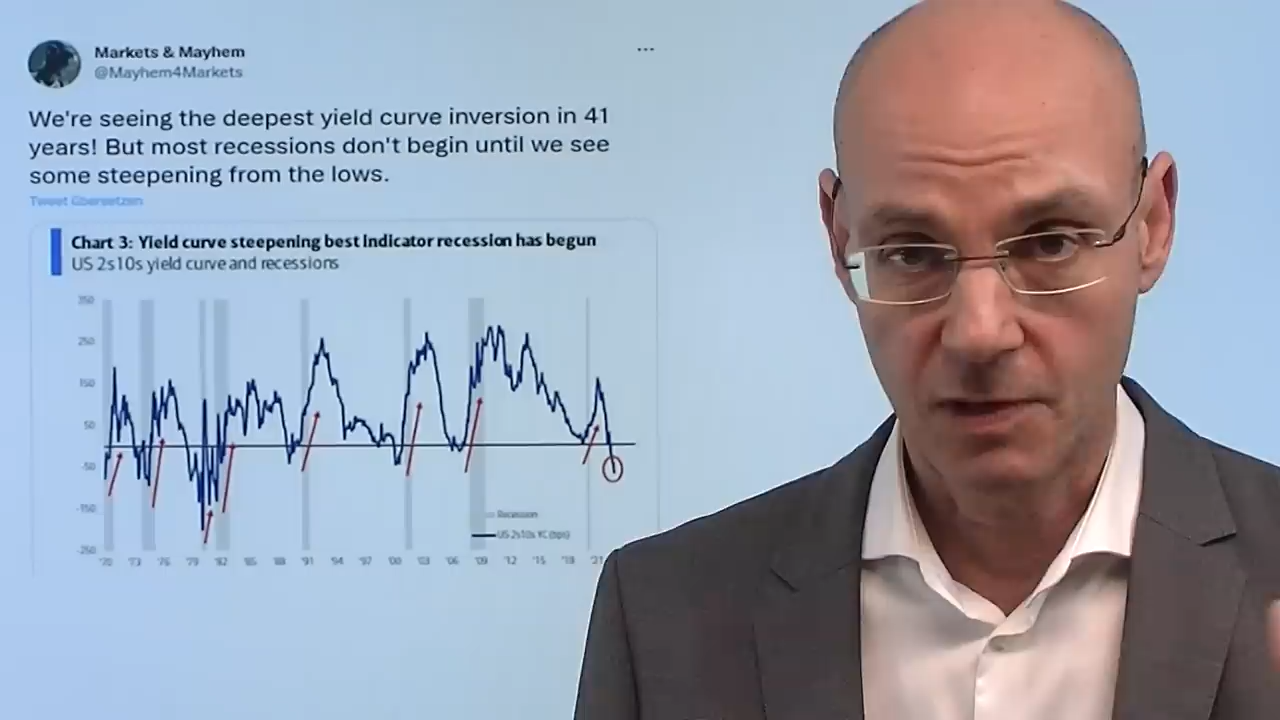 Markets & Mayhem
@Mayhem4Markets
...
We're seeing the deepest yield curve inversion in 41
years! But most recessions don't begin until we see
some steepening from the lows.
Tweet übersetzen
Chart 3: Yield curve steepening best indicator recession has begun
US 2s10s yield curve and recessions
350
250
150
50
-50
-150
-250
Recession
US 2s10s YC (bps)
'70 '73 '76 '79 '82 '85 '88 '91 '94 '97 '00 '03 '06 '09 '12 '15 '18 '21